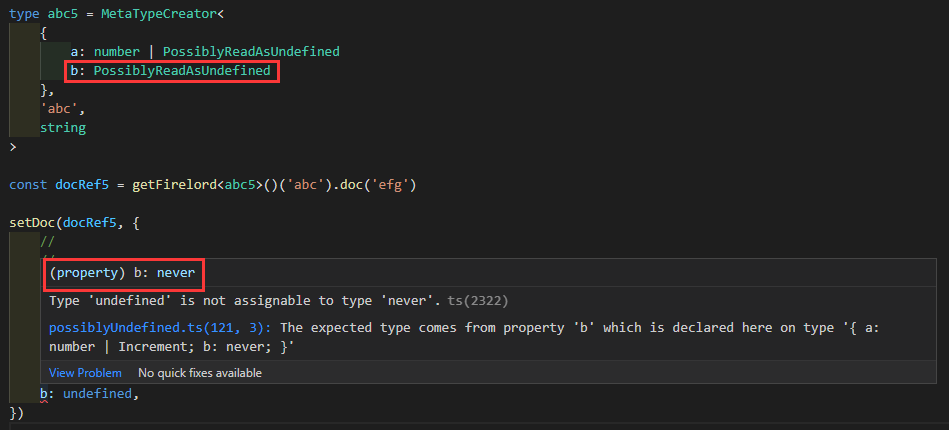 type abc5 = MetaTypeCreator<
{
a: number | PossiblyReadAsUndefined
b: PossiblyReadAsUndefined
},
'abc',
string
>
const docRef5 = getFirelord<abc5>()('abc').doc('efg')
setDoc(docRef5, {
//
(property) b: never
Type 'undefined' is not assignable to type 'never'. ts(2322)
possiblyUndefined.ts(121, 3): The expected type comes from property 'b' which is declared here on type '{ a:
number | Increment; b: never; }'
View Problem No quick fixes available
b: undefined,
})